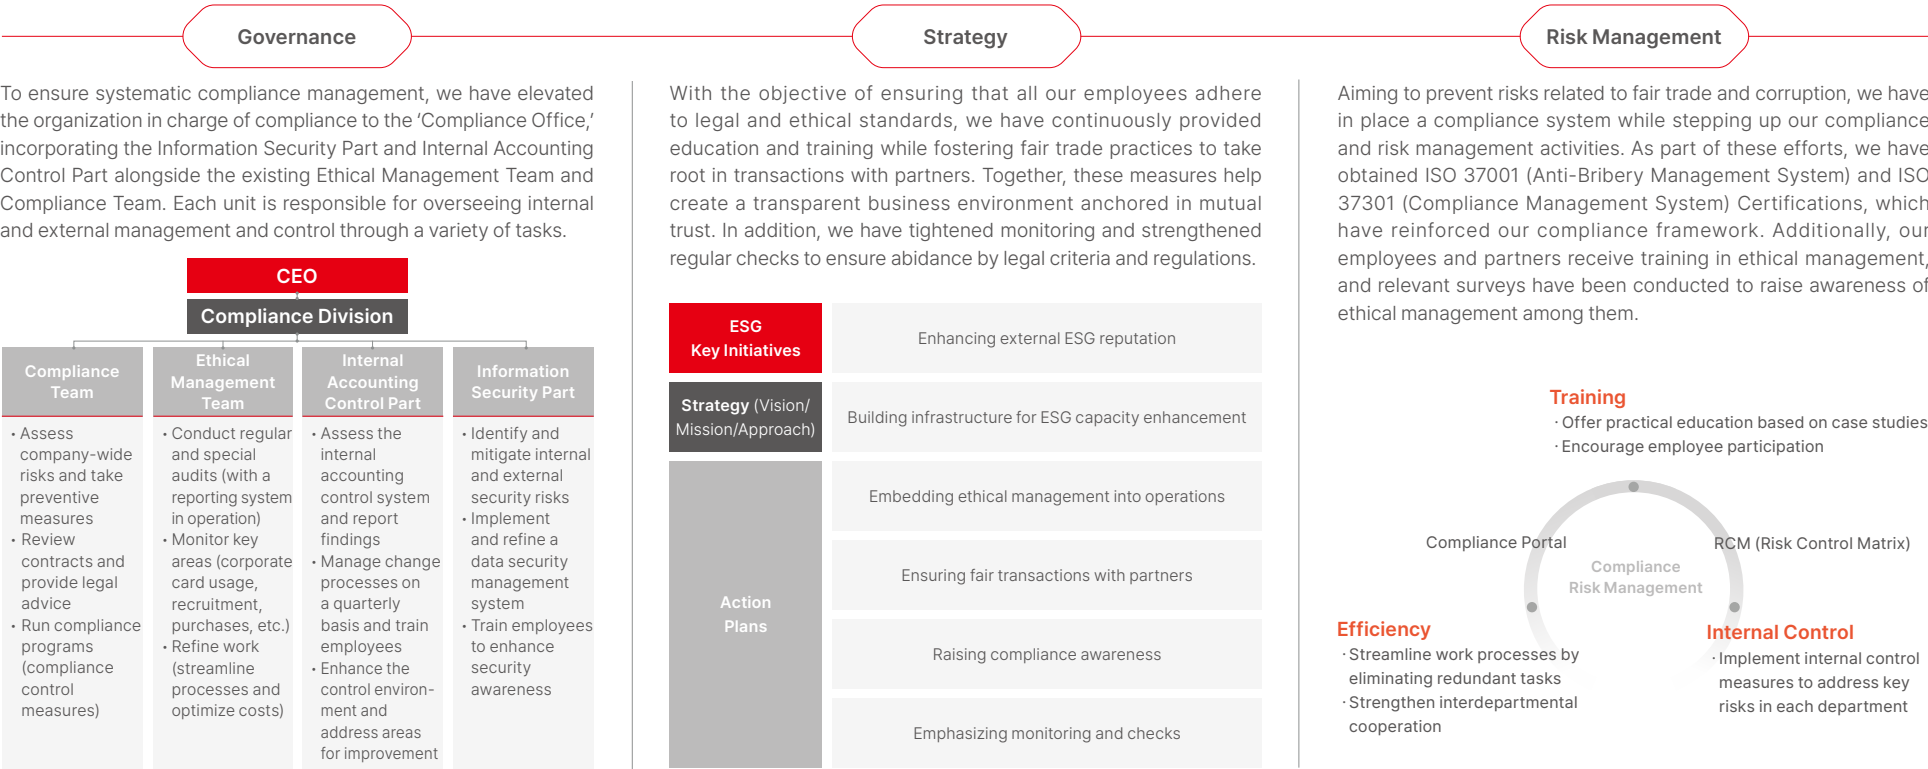 Governance
To ensure systematic compliance management, we have elevated
the organization in charge of compliance to the ‘Compliance Office,’
incorporating the Information Security Part and Internal Accounting
Control Part alongside the existing Ethical Management Team and
Compliance Team. Each unit is responsible for overseeing internal
and external management and control through a variety of tasks.
CEO
Compliance Division
Compliance
Team
• Assess
company-wide
risks and take
preventive
measures
• Review
contracts and
provide legal
advice
• Run compliance
programs
(compliance
control
measures)
Ethical
Management
Team
• Conduct regular
and special
audits (with a
reporting system
in operation)
• Monitor key
areas (corporate
card usage,
recruitment,
purchases, etc.)
• Refine work
(streamline
processes and
optimize costs)
Internal
Accounting
Control Part
• Assess the
internal
accounting
control system
and report
findings
• Manage change
processes on
a quarterly
basis and train
employees
• Enhance the
control environ-
ment and
address areas
for improvement
Information
Security Part
• Identify and
mitigate internal
and external
security risks
• Implement
and refine a
data security
management
system
• Train employees
to enhance
security
awareness
Strategy
With the objective of ensuring that all our employees adhere
to legal and ethical standards, we have continuously provided
education and training while fostering fair trade practices to take
root in transactions with partners. Together, these measures help
create a transparent business environment anchored in mutual
trust. In addition, we have tightened monitoring and strengthened
regular checks to ensure abidance by legal criteria and regulations.
ESG
Key Initiatives
Enhancing external ESG reputation
Strategy (Vision/
Mission/Approach)
Building infrastructure for ESG capacity enhancement
Action
Plans
Embedding ethical management into operations
Ensuring fair transactions with partners
Raising compliance awareness
Emphasizing monitoring and checks
Risk Management
Aiming to prevent risks related to fair trade and corruption, we have
in place a compliance system while stepping up our compliance
and risk management activities. As part of these efforts, we have
obtained ISO 37001 (Anti-Bribery Management System) and ISO
37301 (Compliance Management System) Certifications, which
have reinforced our compliance framework. Additionally, our
employees and partners receive training in ethical management,
and relevant surveys have been conducted to raise awareness of
ethical management among them.
Training
· Offer practical education based on case studies
· Encourage employee participation
Compliance Portal
RCM (Risk Control Matrix)
Compliance
Risk Management
Efficiency
· Streamline work processes by
eliminating redundant tasks
· Strengthen interdepartmental
cooperation
Internal Control
· Implement internal control
measures to address key
risks in each department